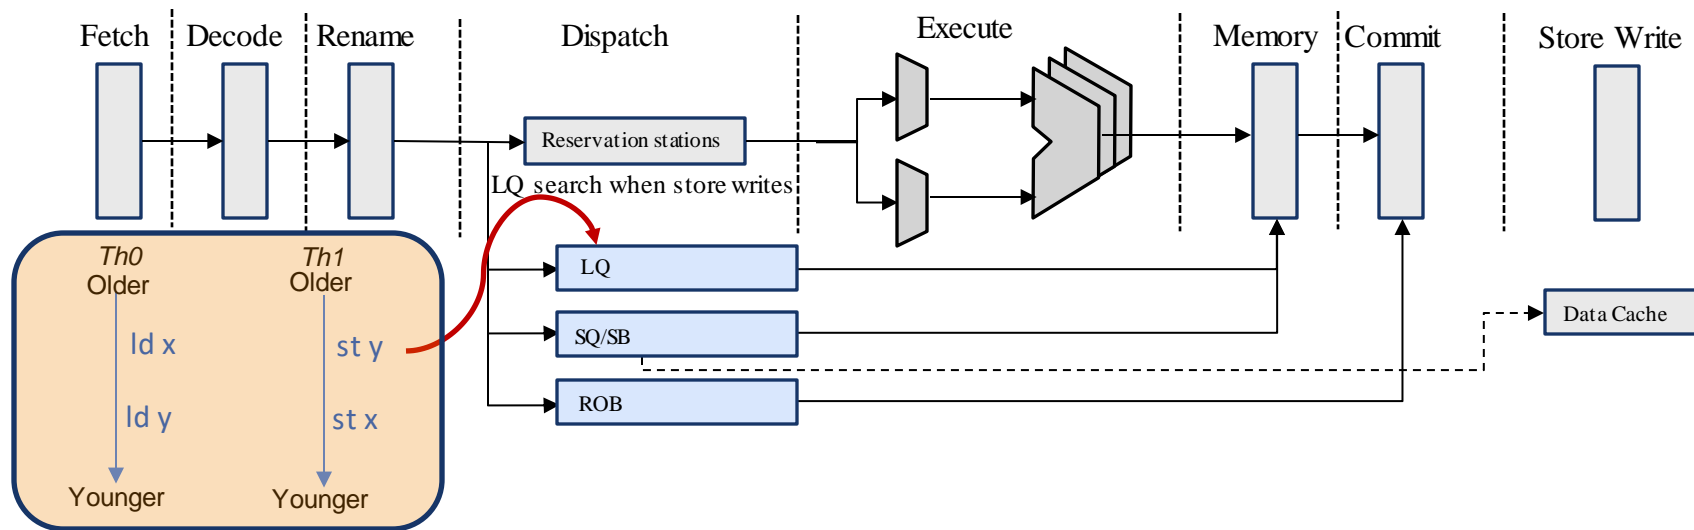 Fetch
Decode
Rename
Dispatch
Execute
Memory
Commit
Store Write
Reservation stations
LQ search when store writes
Th0
Older
ld x
ld y
Younger
Th1
Older
st y
st x
Younger
LQ
SQ/SB
ROB
Data Cache